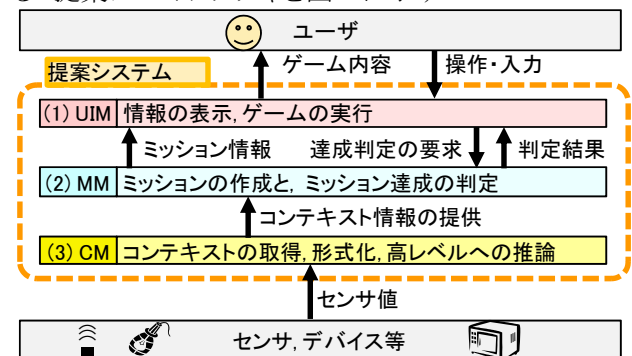 ユーザ
提案システム
ゲーム内容
操作・入力
(1) UIM 情報の表示, ゲームの実行
ミッション情報
達成判定の要求
判定結果
(2) MM ミッションの作成と, ミッション達成の判定
コンテキスト情報の提供
(3) CM コンテキストの取得, 形式化, 高レベルへの推論
センサ値
センサ, デバイス等